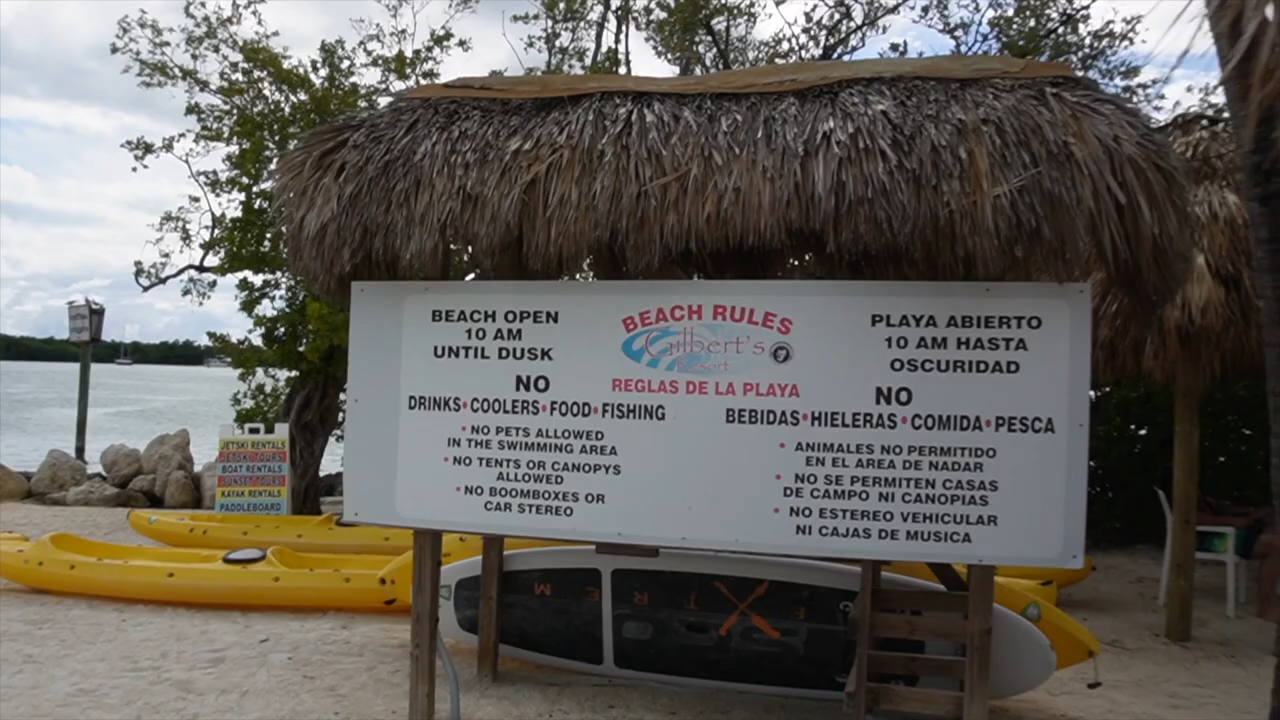 BEACH OPEN
10 AM
UNTIL DUSK
BEACH RULES
Gilbert's
Resort
REGLAS DE LA PLAYA
PLAYA ABIERTO
10 AM HASTA
OSCURIDAD
NO
DRINKS•COOLERS•FOOD•FISHING
• NO PETS ALLOWED
IN THE SWIMMING AREA
• NO TENTS OR CANOPYS
ALLOWED
• NO BOOMBOXES OR
CAR STEREO
NO
BEBIDAS•HIELERAS•COMIDA•PESCA
• ANIMALES NO PERMITIDO
EN EL AREA DE NADAR
• NO SE PERMITEN CASAS
DE CAMPO NI CANOPIAS
• NO ESTEREO VEHICULAR
NI CAJAS DE MUSICA
JETSKI RENTALS
JETSKI TOURS
BOAT RENTALS
SUNSET TOURS
KAYAK RENTALS
PADDLEBOARD